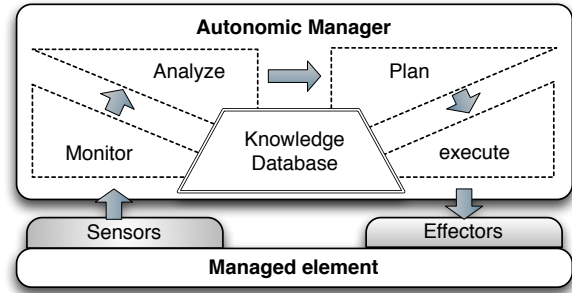 Autonomic Manager
Analyze
Plan
Monitor
Knowledge
Database
execute
Sensors
Effectors
Managed element